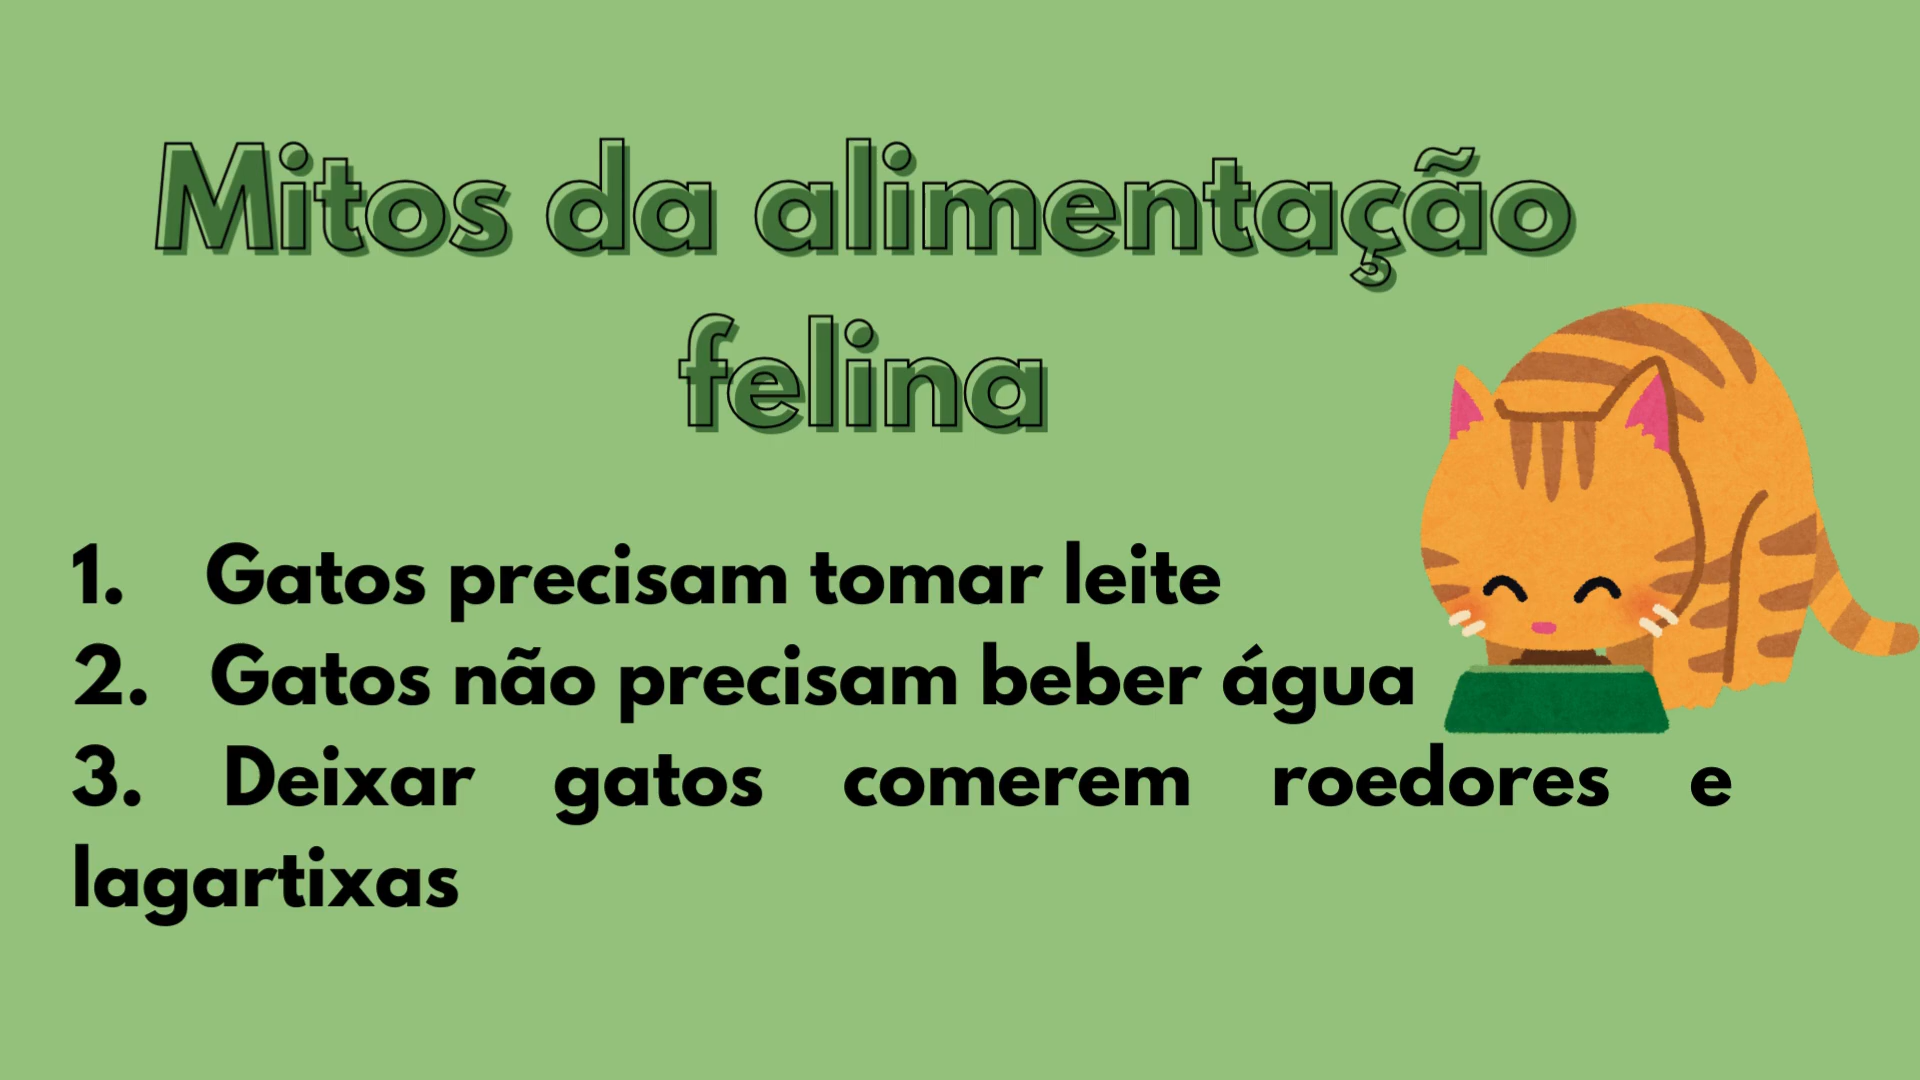 Mitos da alimentação
felina
1. Gatos precisam tomar leite
2. Gatos não precisam beber água
3. Deixar gatos comerem roedores e
lagartixas